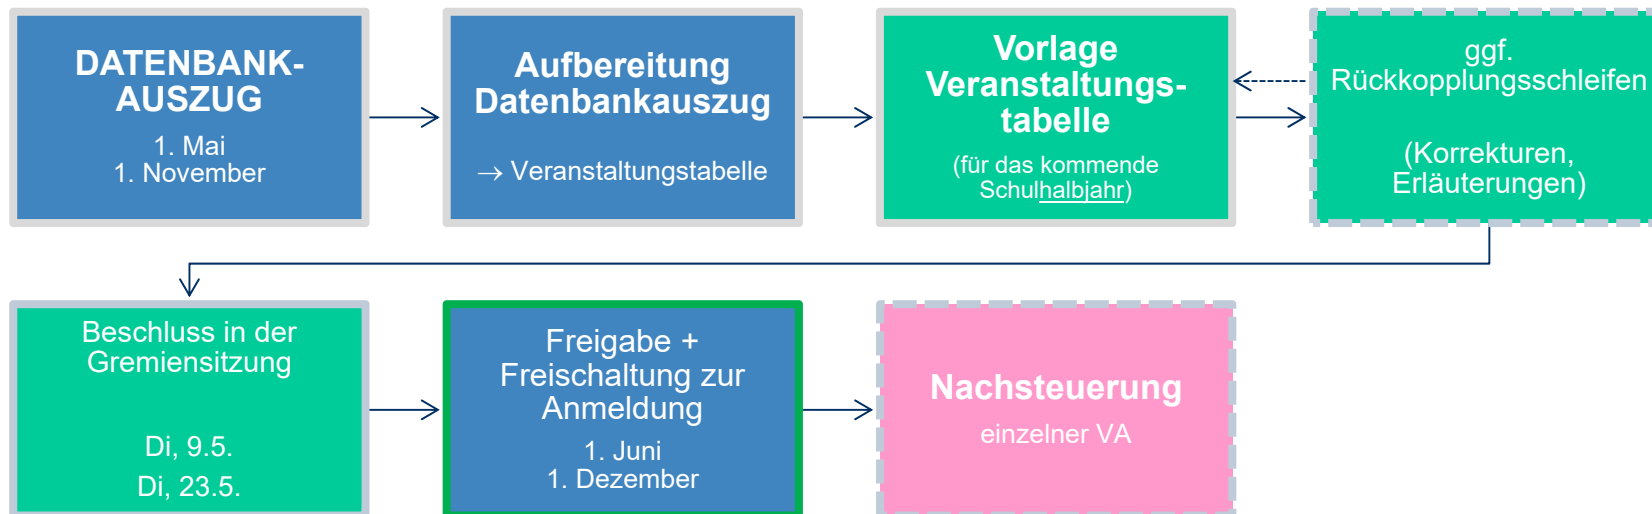 DATENBANK-
AUSZUG
1. Mai
1. November
Aufbereitung
Datenbankauszug
→ Veranstaltungstabelle
Vorlage
Veranstaltungs-
tabelle
(für das kommende
Schulhalbjahr)
ggf.
Rückkopplungsschleifen
(Korrekturen,
Erläuterungen)
Beschluss in der
Gremiensitzung
Di, 9.5.
Di, 23.5.
Freigabe +
Freischaltung zur
Anmeldung
1. Juni
1. Dezember
Nachsteuerung
einzelner VA